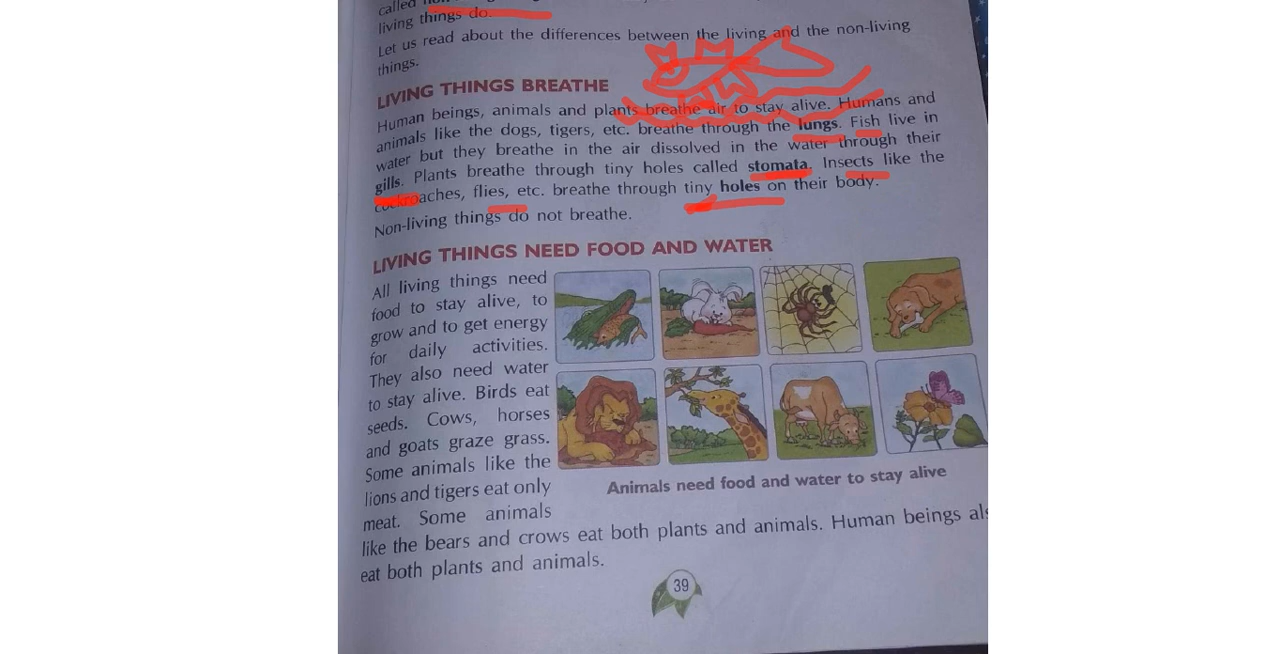 called
living things do.
Let us read about the differences between the living and the non-living
things.
LIVING THINGS BREATHE
Human beings, animals and plants breathe air to stay alive. Humans and
animals like the dogs, tigers, etc. breathe through the lungs. Fish live in
water but they breathe in the air dissolved in the water through their
gills. Plants breathe through tiny holes called stomata. Insects like the
cockroaches, flies, etc. breathe through tiny holes on their body.
Non-living things do not breathe.
LIVING THINGS NEED FOOD AND WATER
All living things need
food to stay alive, to
grow and to get energy
for daily activities.
They also need water
to stay alive. Birds eat
seeds. Cows, horses
and goats graze grass.
Some animals like the
lions and tigers eat only
meat. Some animals
like the bears and crows eat both plants and animals. Human beings als
eat both plants and animals.
Animals need food and water to stay alive
39